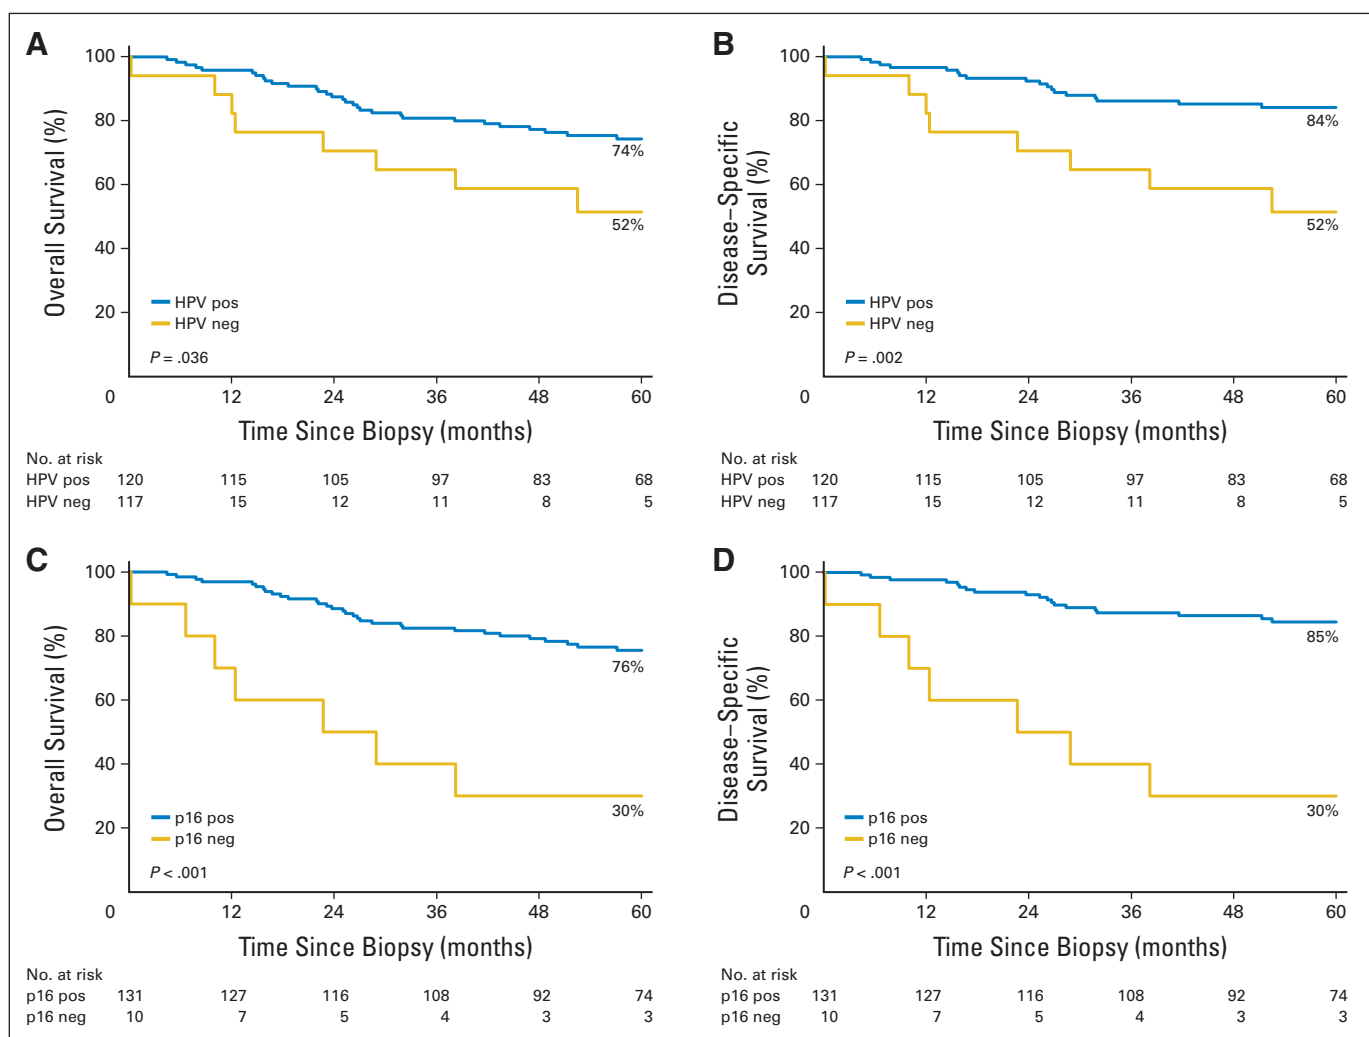 A
Overall Survival (%)
100
80
60
40
20
0
12
24
36
48
60
74%
52%
HPV pos
HPV neg
P = .036
Time Since Biopsy (months)
No. at risk
HPV pos 120 115 105 97 83 68
HPV neg 117 15 12 11 8 5
B
Disease–Specific
Survival (%)
100
80
60
40
20
0
12
24
36
48
60
84%
52%
HPV pos
HPV neg
P = .002
Time Since Biopsy (months)
No. at risk
HPV pos 120 115 105 97 83 68
HPV neg 117 15 12 11 8 5
C
Overall Survival (%)
100
80
60
40
20
0
12
24
36
48
60
76%
30%
p16 pos
p16 neg
P < .001
Time Since Biopsy (months)
No. at risk
p16 pos 131 127 116 108 92 74
p16 neg 10 7 5 4 3 3
D
Disease–Specific
Survival (%)
100
80
60
40
20
0
12
24
36
48
60
85%
30%
p16 pos
p16 neg
P < .001
Time Since Biopsy (months)
No. at risk
p16 pos 131 127 116 108 92 74
p16 neg 10 7 5 4 3 3